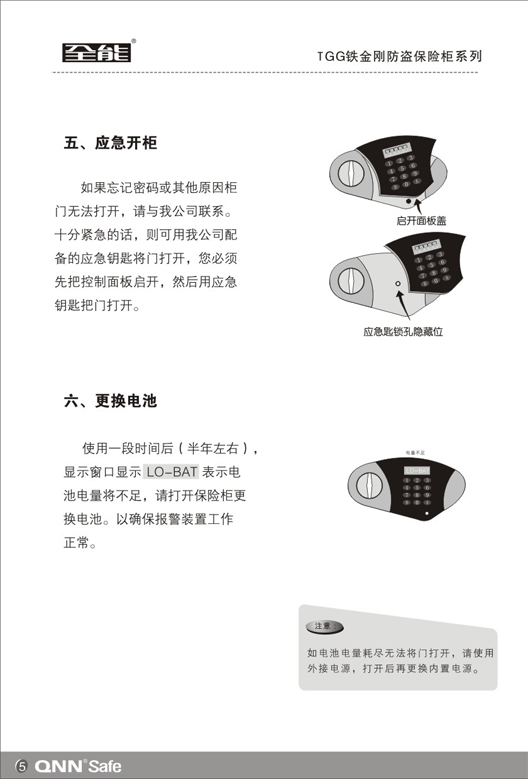 全能®
TGG铁金刚防盗保险柜系列
五、应急开柜
如果忘记密码或其他原因柜
门无法打开，请与我公司联系。
十分紧急的话，则可用我公司配
备的应急钥匙将门打开，您必须
先把控制面板启开，然后用应急
钥匙把门打开。
启开面板盖
应急匙锁孔隐藏位
六、更换电池
使用一段时间后（半年左右），
显示窗口显示 LO-BAT 表示电
池电量将不足，请打开保险柜更
换电池。以确保报警装置工作
正常。
电量不足
LO-BAT
注意：
如电池电量耗尽无法将门打开，请使用
外接电源，打开后再更换内置电源。
5 QNN®Safe